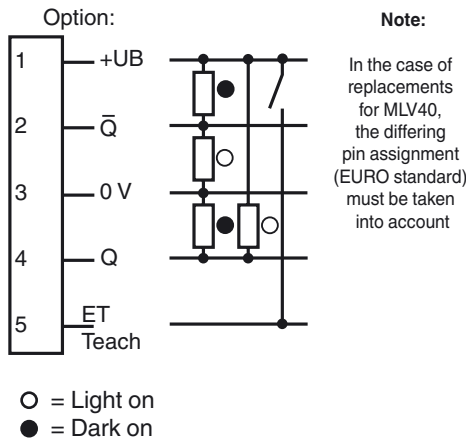 Option:
1 +UB
2 Q̅
3 0 V
4 Q
5 ET
Teach
Note:
In the case of
replacements
for MLV40,
the differing
pin assignment
(EURO standard)
must be taken
into account
= Light on
= Dark on